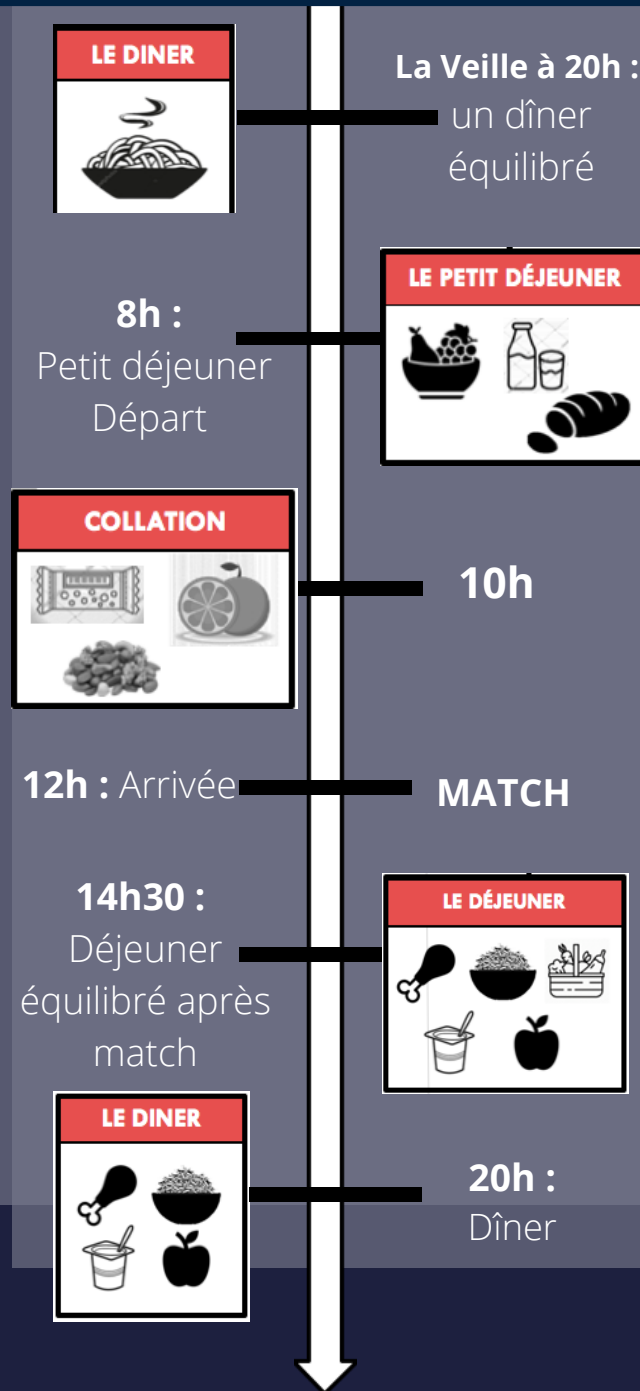 LE DINER
La Veille à 20h :
un dîner
équilibré
8h :
Petit déjeuner
Départ
LE PETIT DÉJEUNER
COLLATION
10h
12h : Arrivée
MATCH
14h30 :
Déjeuner
équilibré après
match
LE DÉJEUNER
LE DINER
20h :
Dîner